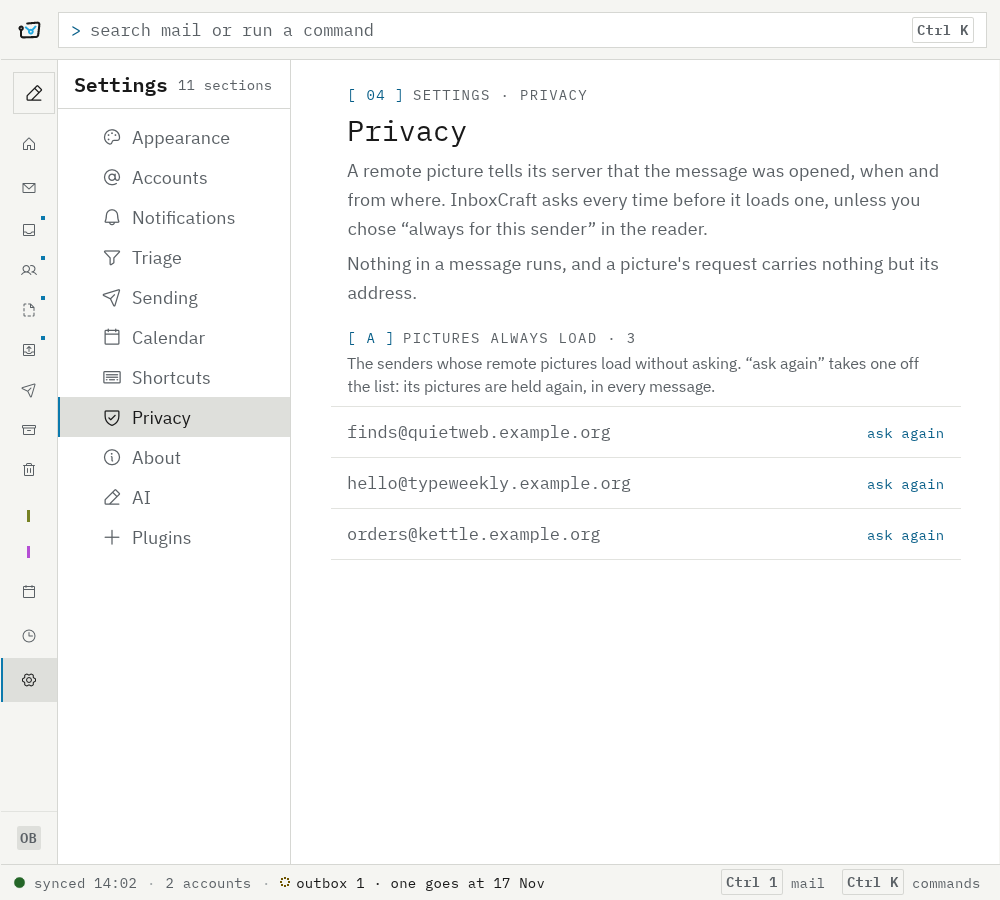 > search mail or run a command Ctrl K
Settings 11 sections
Appearance
Accounts
Notifications
Triage
Sending
Calendar
Shortcuts
Privacy
About
AI
Plugins
[ 04 ] SETTINGS · PRIVACY
Privacy
A remote picture tells its server that the message was opened, when and
from where. InboxCraft asks every time before it loads one, unless you
chose “always for this sender” in the reader.
Nothing in a message runs, and a picture's request carries nothing but its
address.
[ A ] PICTURES ALWAYS LOAD · 3
The senders whose remote pictures load without asking. “ask again” takes one off
the list: its pictures are held again, in every message.
finds@quietweb.example.org ask again
hello@typeweekly.example.org ask again
orders@kettle.example.org ask again
OB
synced 14:02 · 2 accounts · outbox 1 · one goes at 17 Nov Ctrl 1 mail Ctrl K commands